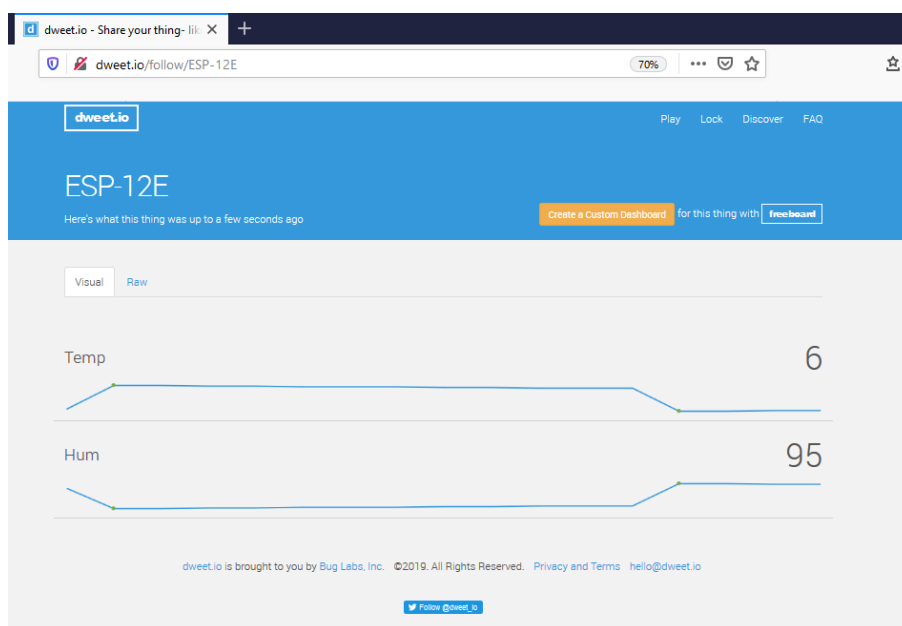 dweet.io - Share your thing- lik
dweet.io/follow/ESP-12E 70%
dweet.io Play Lock Discover FAQ
ESP-12E
Here's what this thing was up to a few seconds ago Create a Custom Dashboard for this thing with freeboard
Visual Raw
Temp 6
Hum 95
dweet.io is brought to you by Bug Labs, Inc. ©2019. All Rights Reserved. Privacy and Terms hello@dweet.io
Follow @dweet_io